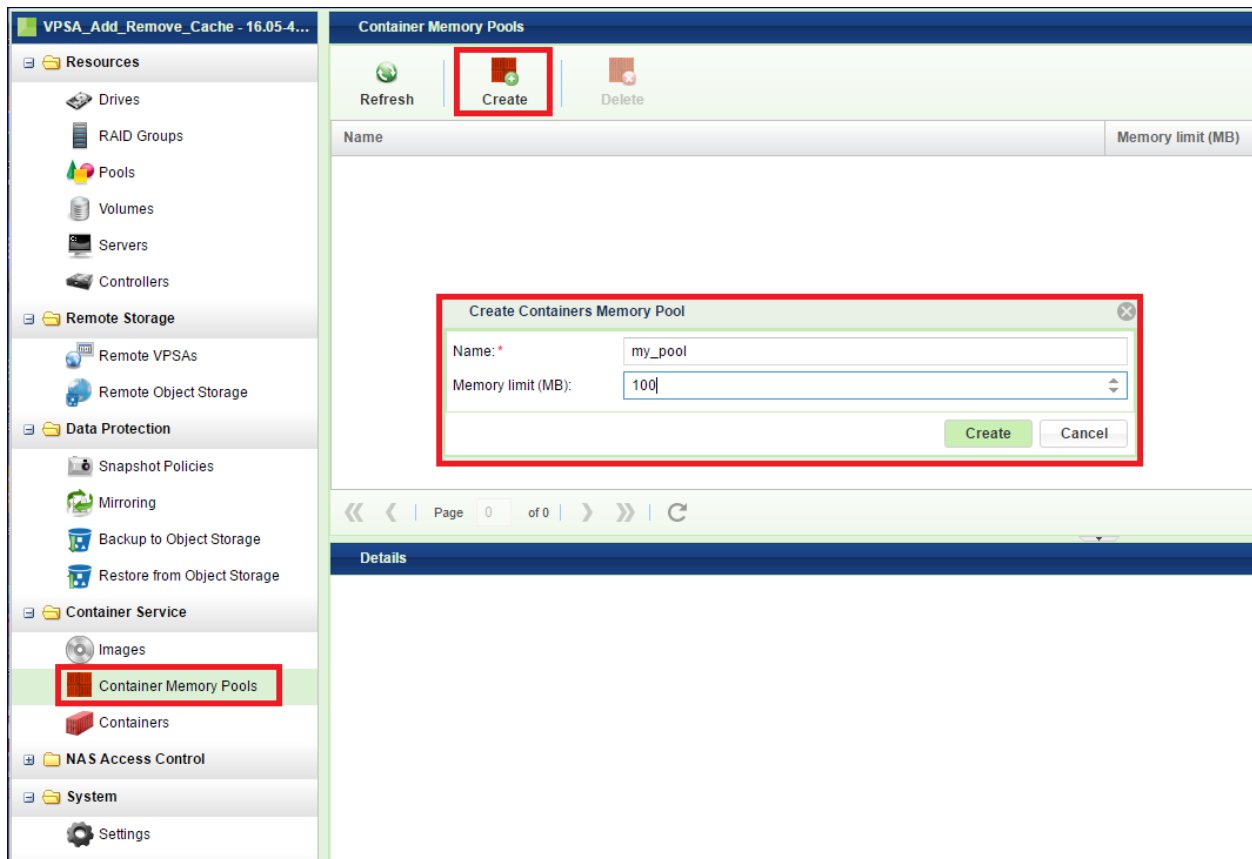 VPSA_Add_Remove_Cache - 16.05-4...
Resources
Drives
RAID Groups
Pools
Volumes
Servers
Controllers
Remote Storage
Remote VPSAs
Remote Object Storage
Data Protection
Snapshot Policies
Mirroring
Backup to Object Storage
Restore from Object Storage
Container Service
Images
Container Memory Pools
Containers
NAS Access Control
System
Settings
Container Memory Pools
Refresh Create Delete
Name Memory limit (MB)
Create Containers Memory Pool
Name:* my_pool
Memory limit (MB): 100
Create Cancel
Page 0 of 0
Details